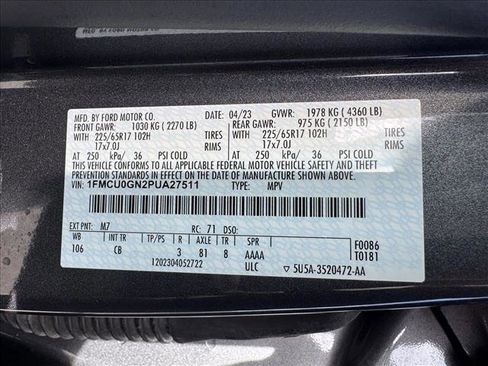 MFD. BY FORD MOTOR CO. 04/23 GVWR: 1978 KG ( 4360 LB)
FRONT GAWR: 1030 KG ( 2270 LB) REAR GAWR: 975 KG ( 2150 LB)
225/65R17 102H TIRES 225/65R17 102H TIRES
17x7.0J RIMS 17x7.0J RIMS
AT 250 kPa/ 36 PSI COLD AT 250 kPa/ 36 PSI COLD
THIS VEHICLE CONFORMS TO ALL APPLICABLE FEDERAL MOTOR VEHICLE SAFETY AND THEFT PREVENTION STANDARDS IN EFFECT ON THE DATE OF MANUFACTURE SHOWN ABOVE.
VIN: 1FMCU0GN2PUA27511 TYPE: MPV
EXT PNT: M7 RC: 71 DSO:
WB INT TR TP/PS R AXLE TR SPR F0086
106 CB 3 81 8 AAAA T0181
1202304052722 ULC ▽ 5U5A-3520472-AA